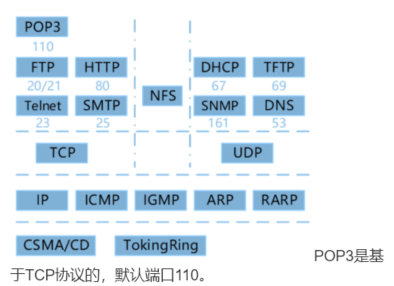 POP3
110
FTP HTTP DHCP TFTP
20/21 80 NFS 67 69
Telnet SMTP SNMP DNS
23 25 161 53
TCP UDP
IP ICMP IGMP ARP RARP
CSMA/CD TokingRing
POP3是基
于TCP协议的，默认端口110。